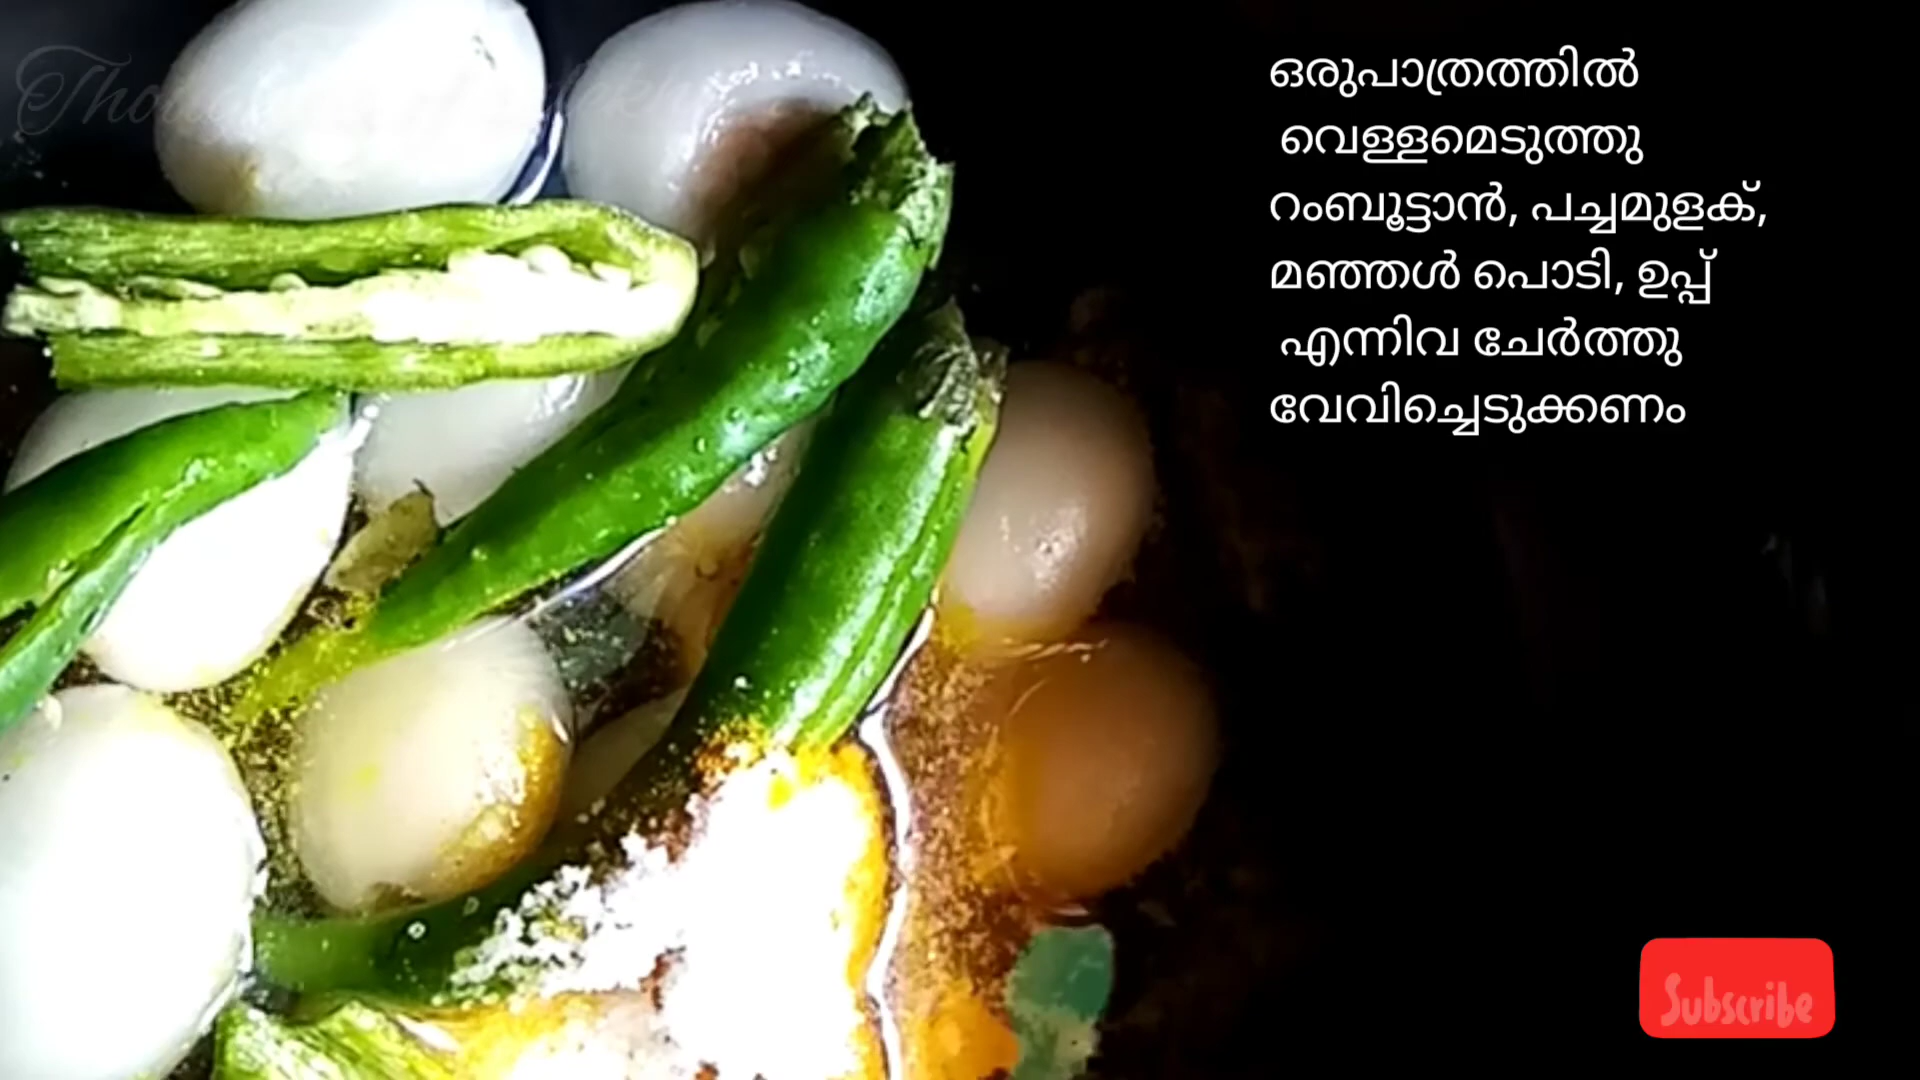 ഒരുപാത്രത്തിൽ
വെള്ളമെടുത്തു
റംബൂട്ടാൻ, പച്ചമുളക്,
മഞ്ഞൾ പൊടി, ഉപ്പ്
എന്നിവ ചേർത്തു
വേവിച്ചെടുക്കണം
Subscribe